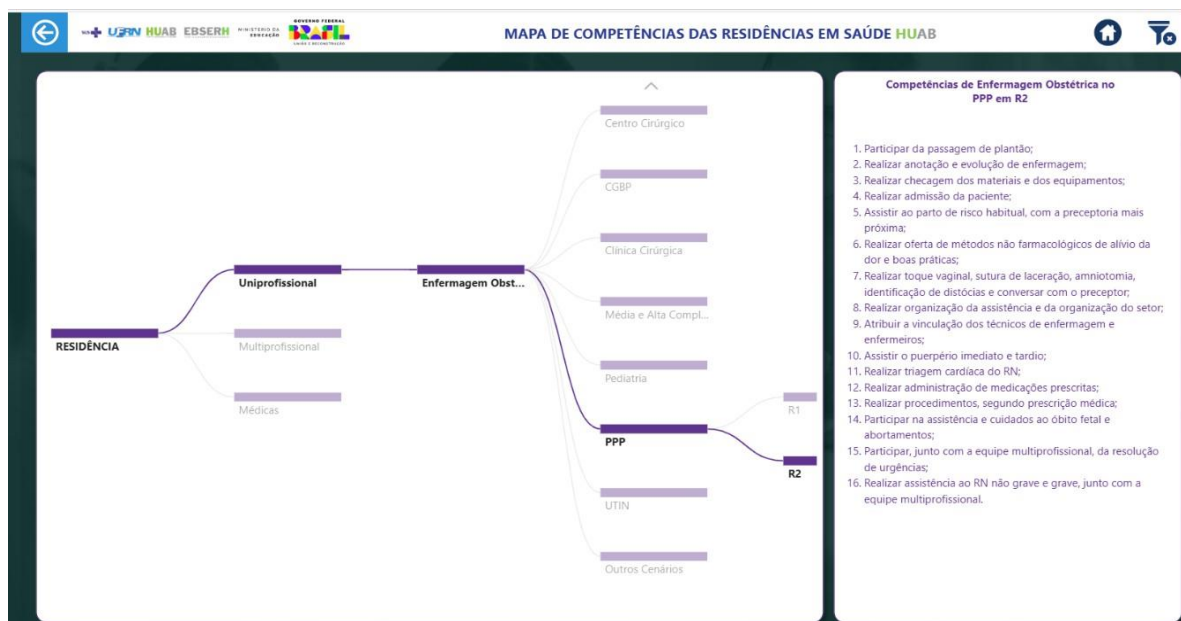 SUS UFRN HUAB EBSERH MINISTÉRIO DA EDUCAÇÃO GOVERNO FEDERAL BRASIL UNIÃO E RECONSTRUÇÃO
MAPA DE COMPETÊNCIAS DAS RESIDÊNCIAS EM SAÚDE HUAB
RESIDÊNCIA
Uniprofissional
Multiprofissional
Médicas
Enfermagem Obst...
Centro Cirúrgico
CGBP
Clínica Cirúrgica
Média e Alta Compl...
Pediatria
PPP
UTIN
Outros Cenários
R1
R2
Competências de Enfermagem Obstétrica no
PPP em R2
1. Participar da passagem de plantão;
2. Realizar anotação e evolução de enfermagem;
3. Realizar checagem dos materiais e dos equipamentos;
4. Realizar admissão da paciente;
5. Assistir ao parto de risco habitual, com a preceptoria mais
próxima;
6. Realizar oferta de métodos não farmacológicos de alívio da
dor e boas práticas;
7. Realizar toque vaginal, sutura de laceração, amniotomia,
identificação de distócias e conversar com o preceptor;
8. Realizar organização da assistência e da organização do setor;
9. Atribuir a vinculação dos técnicos de enfermagem e
enfermeiros;
10. Assistir o puerpério imediato e tardio;
11. Realizar triagem cardíaca do RN;
12. Realizar administração de medicações prescritas;
13. Realizar procedimentos, segundo prescrição médica;
14. Participar na assistência e cuidados ao óbito fetal e
abortamentos;
15. Participar, junto com a equipe multiprofissional, da resolução
de urgências;
16. Realizar assistência ao RN não grave e grave, junto com a
equipe multiprofissional.